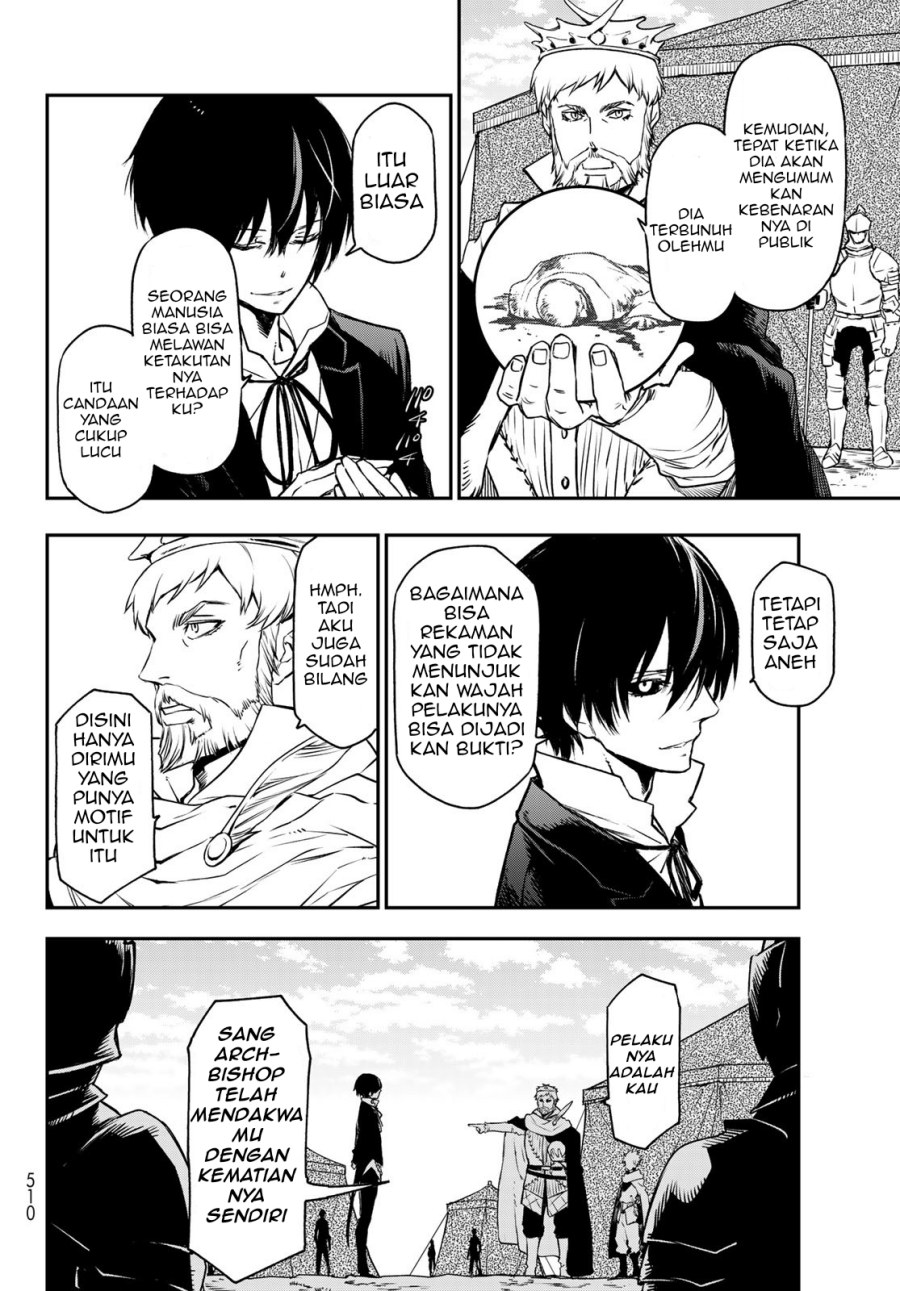 KEMUDIAN,
TEPAT KETIKA
DIA AKAN
MENGUMUM
KAN
KEBENARAN
NYA DI
PUBLIK
DIA
TERBUNUH
OLEHMU
ITU
LUAR
BIASA
SEORANG
MANUSIA
BIASA BISA
MELAWAN
KETAKUTAN
NYA
TERHADAP
KU?
ITU
CANDAAN
YANG
CUKUP
LUCU
TETAPI
TETAP
SAJA
ANEH
BAGAIMANA
BISA
REKAMAN
YANG TIDAK
MENUNJUK
KAN WAJAH
PELAKUNYA
BISA DIJADI
KAN BUKTI?
HMPH.
TADI
AKU
JUGA
SUDAH
BILANG
DISINI
HANYA
DIRIMU
YANG
PUNYA
MOTIF
UNTUK
ITU
PELAKU
NYA
ADALAH
KAU
SANG
ARCH-
BISHOP
TELAH
MENDAKWA
MU DENGAN
KEMATIAN
NYA
SENDIRI
510